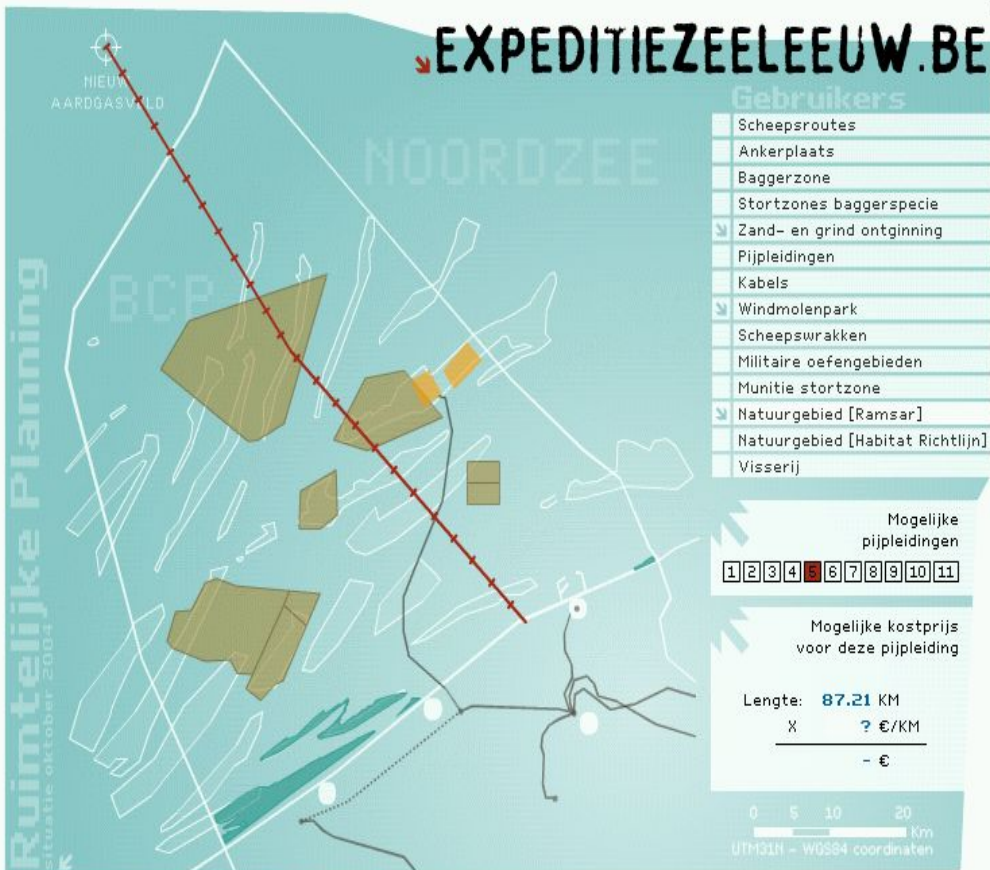 EXPEDITIEZEELEEUW.BE
NIEUW
AARDGASVELD
NOORDZEE
BCP
Ruimtelijke Planning
situatie oktober 2004
Gebruikers
Scheepsroutes
Ankerplaats
Baggerzone
Stortzones baggerspecie
Zand- en grind ontginning
Pijpleidingen
Kabels
Windmolenpark
Scheepswrakken
Militaire oefengebieden
Munitie stortzone
Natuurgebied [Ramsar]
Natuurgebied [Habitat Richtlijn]
Visserij
Mogelijke
pijpleidingen
1 2 3 4 5 6 7 8 9 10 11
Mogelijke kostprijs
voor deze pijpleiding
Lengte: 87.21 KM
X ? €/KM
- €
0 5 10 20
Km
UTM31N - WGS84 coordinaten